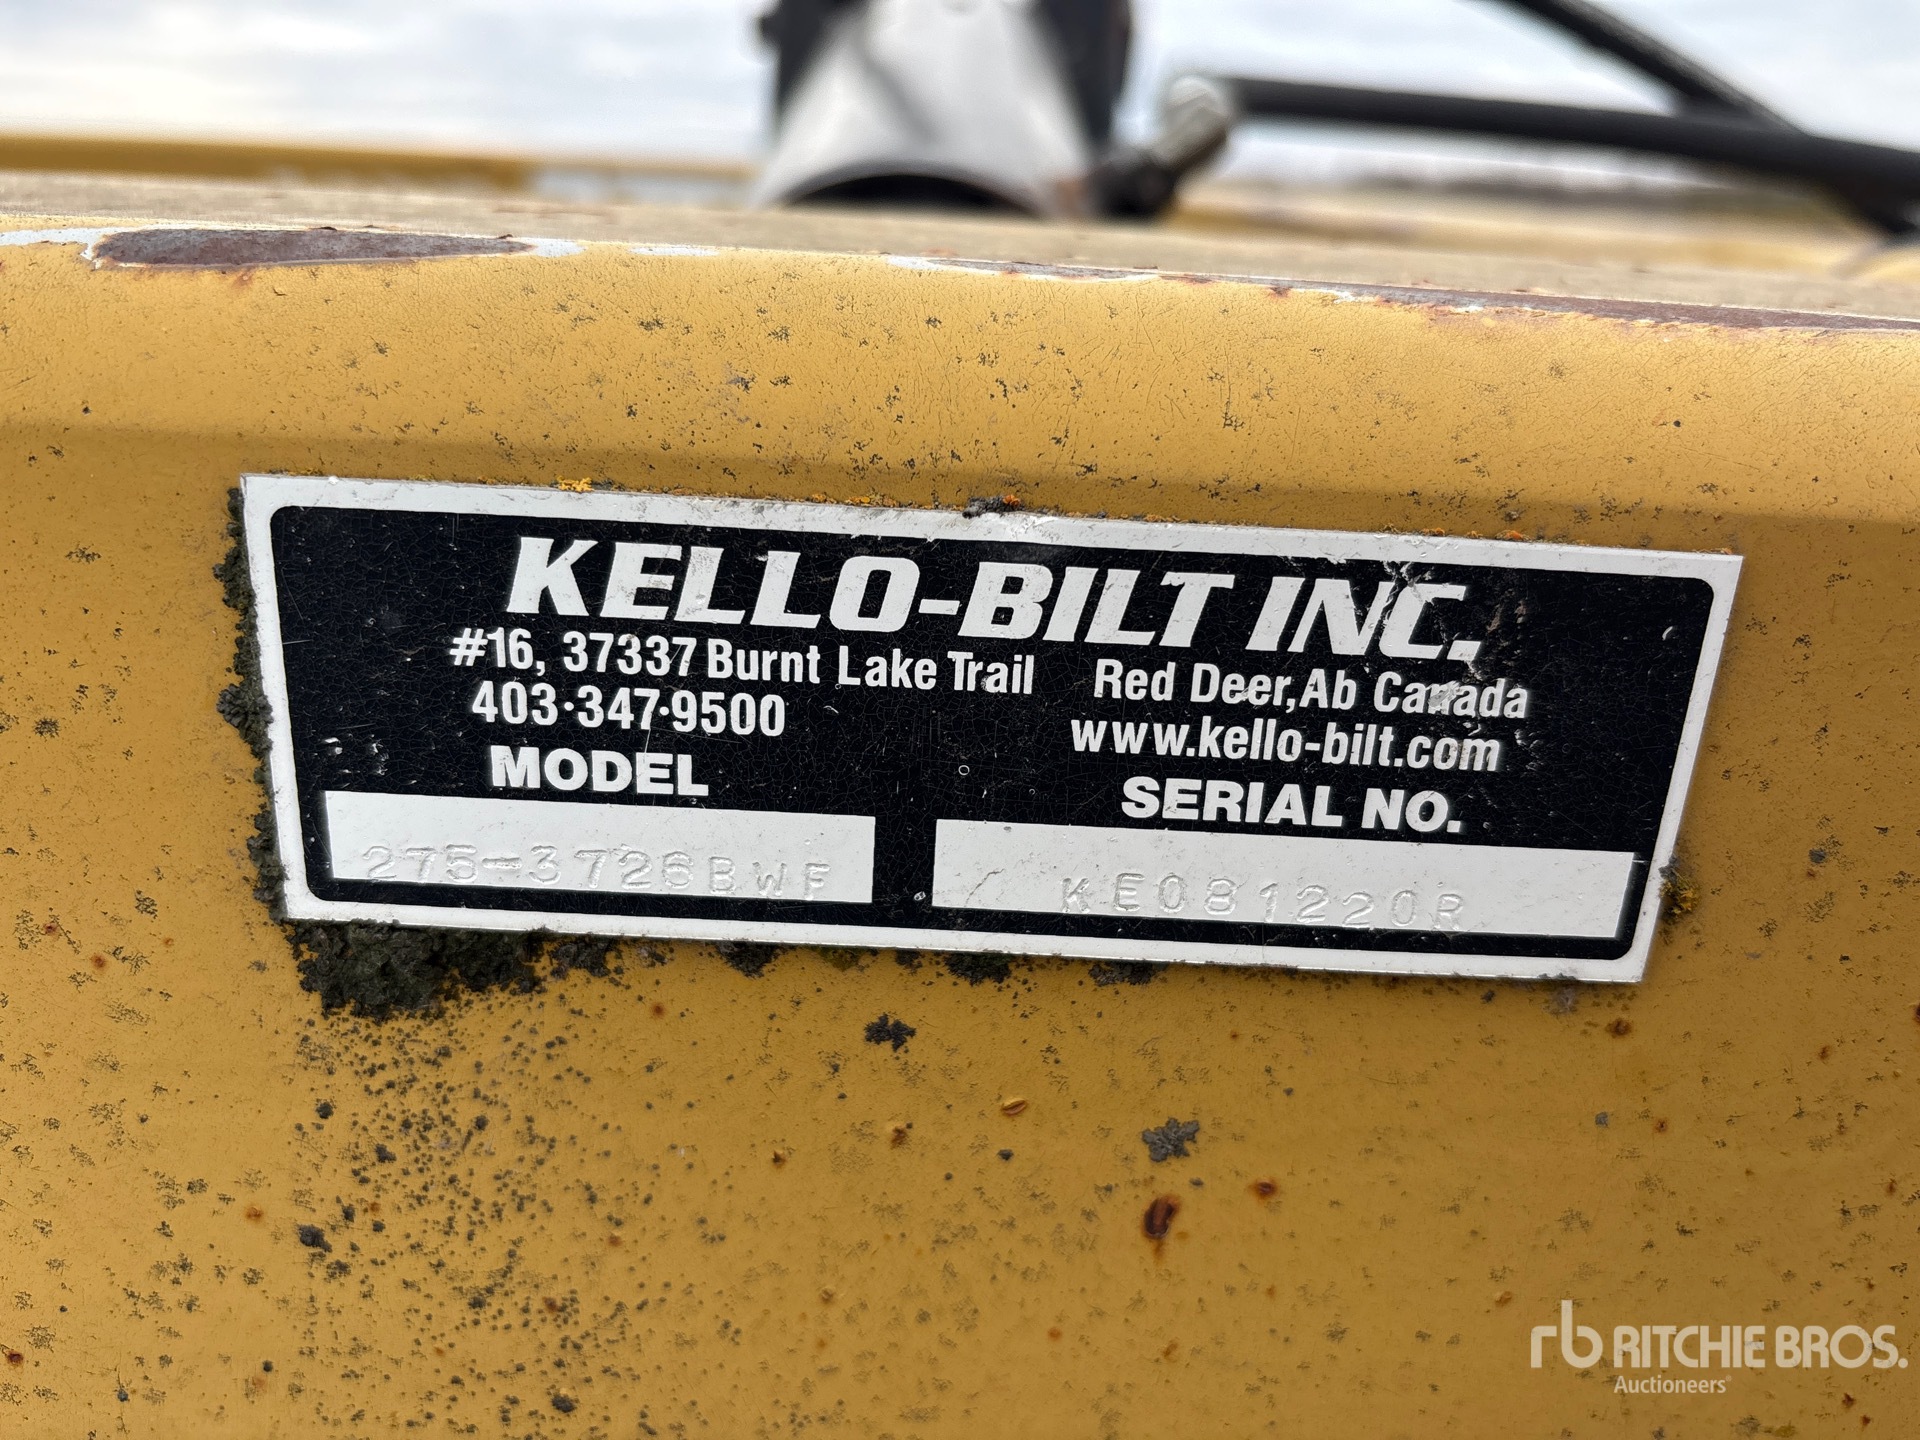 KELLO-BILT INC.
#16, 37337 Burnt Lake Trail Red Deer, Ab Canada
403·347·9500 www.kello-bilt.com
MODEL SERIAL NO.
275-3726BWF KE081220R
rb RITCHIE BROS.
Auctioneers